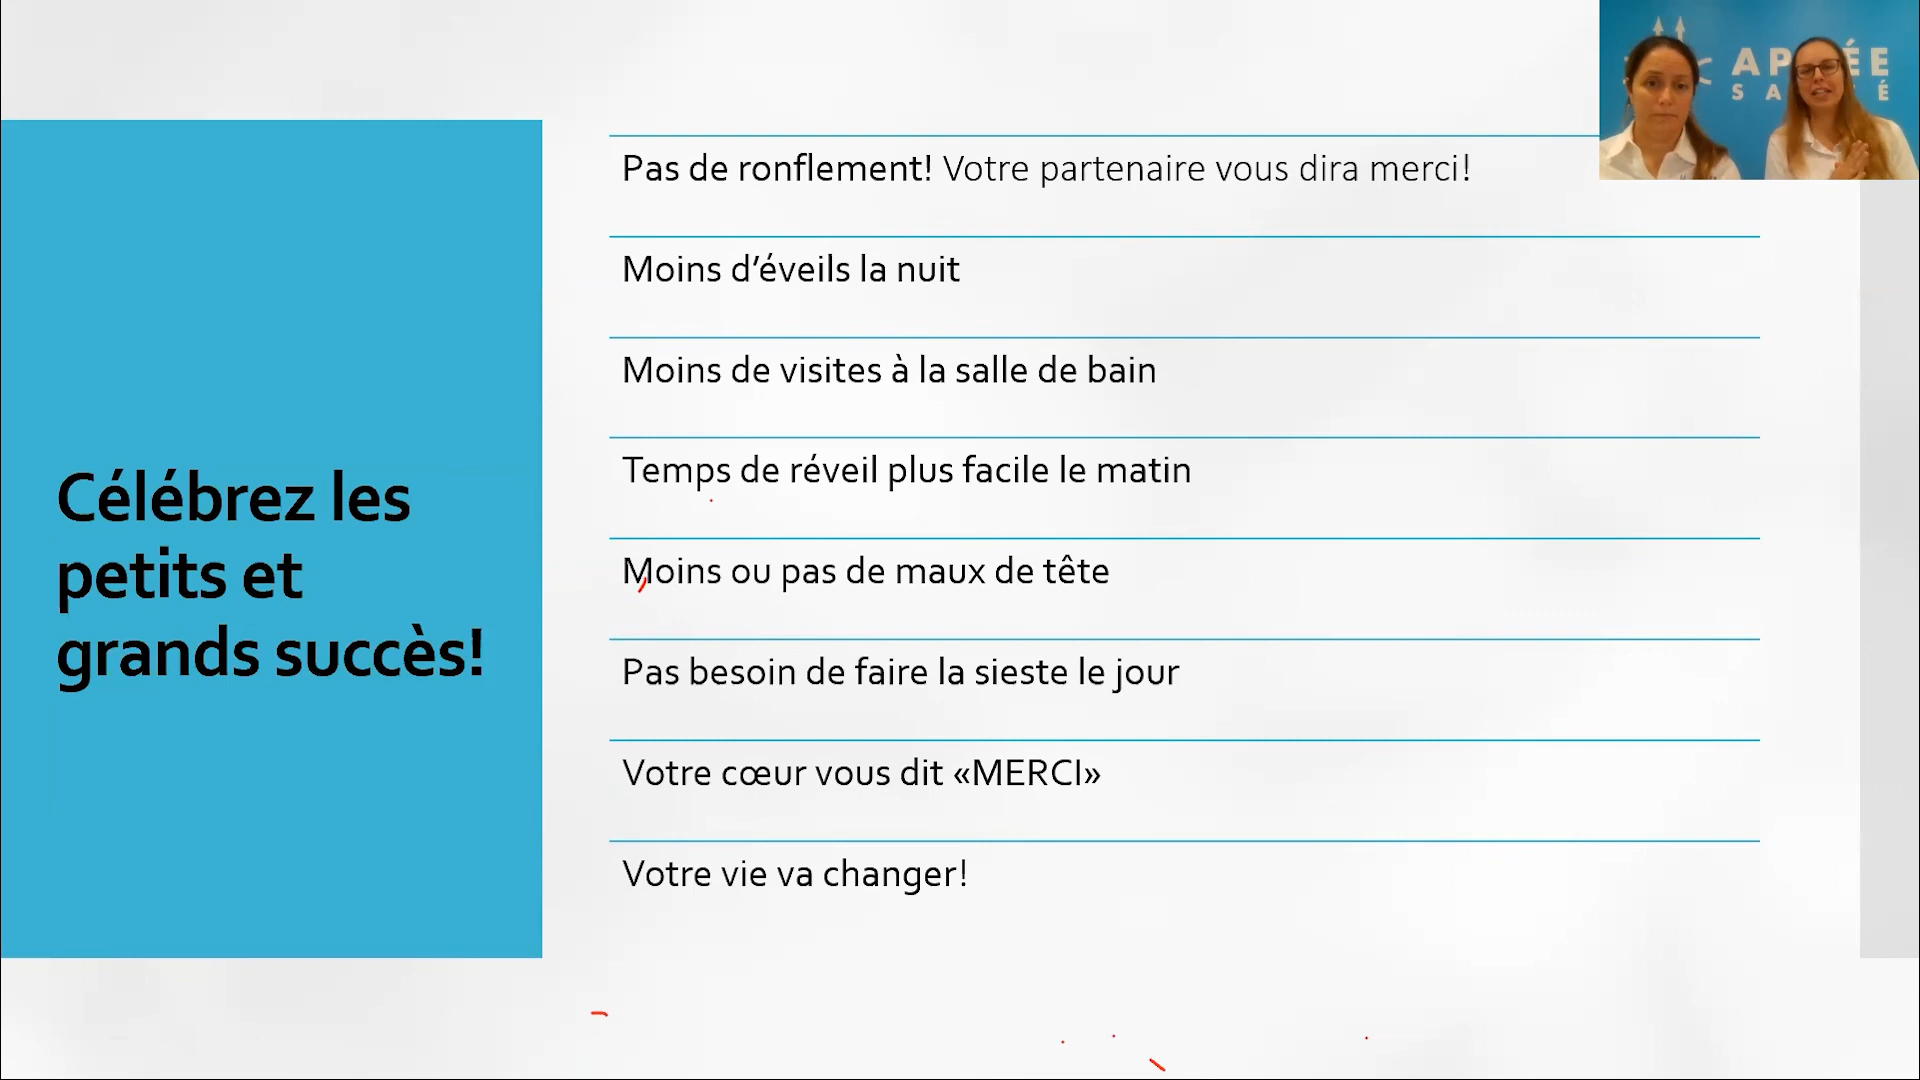 Célébrez les
petits et
grands succès!
Pas de ronflement! Votre partenaire vous dira merci!
Moins d’éveils la nuit
Moins de visites à la salle de bain
Temps de réveil plus facile le matin
Moins ou pas de maux de tête
Pas besoin de faire la sieste le jour
Votre cœur vous dit «MERCI»
Votre vie va changer!